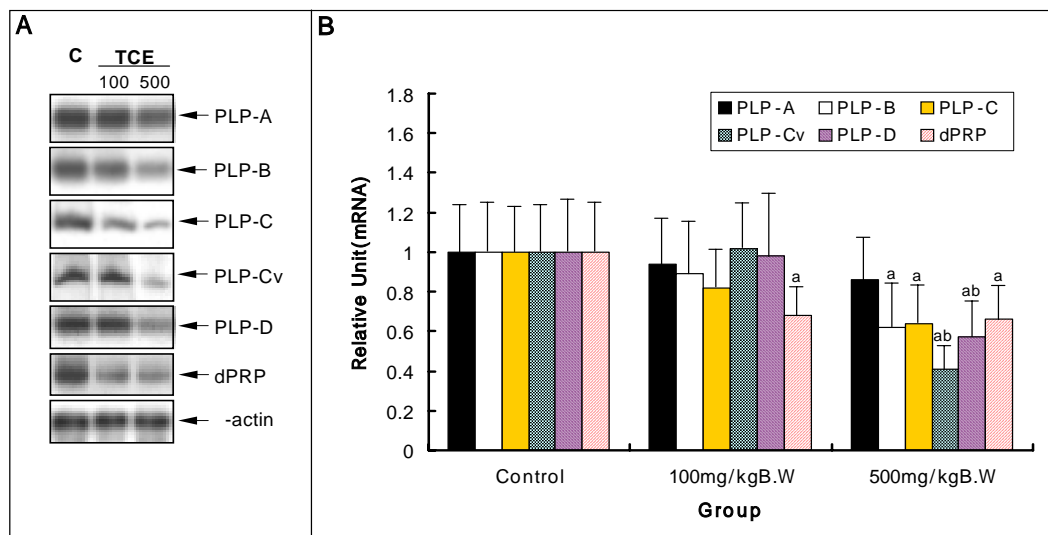 A
C TCE
100 500
PLP-A
PLP-B
PLP-C
PLP-Cv
PLP-D
dPRP
-actin
B
Relative Unit(mRNA)
1.8
1.6
1.4
1.2
1
0.8
0.6
0.4
0.2
0
PLP-A PLP-B PLP-C
PLP-Cv PLP-D dPRP
a
a a ab ab a
Control 100mg/kgB.W 500mg/kgB.W
Group